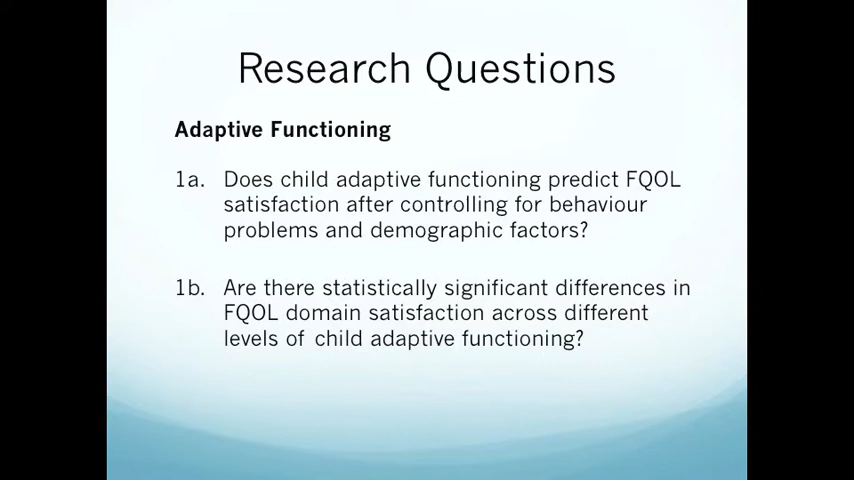 Research Questions
Adaptive Functioning
1a. Does child adaptive functioning predict FQOL
satisfaction after controlling for behaviour
problems and demographic factors?
1b. Are there statistically significant differences in
FQOL domain satisfaction across different
levels of child adaptive functioning?